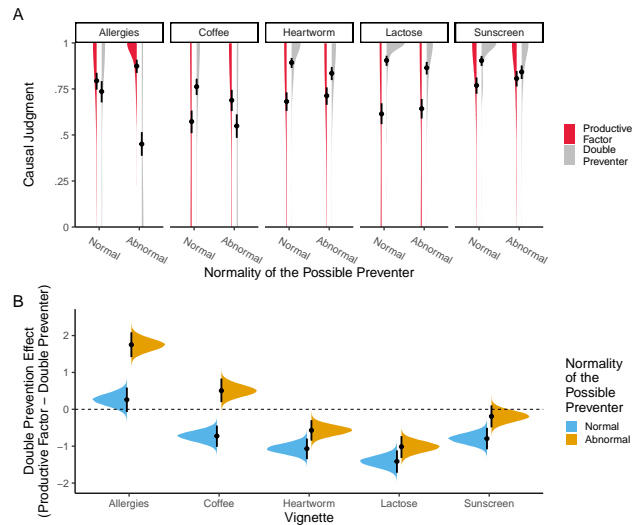 A
Allergies
Coffee
Heartworm
Lactose
Sunscreen
Causal Judgment
1
.75
.5
.25
0
Normal
Abnormal
Normal
Abnormal
Normal
Abnormal
Normal
Abnormal
Normal
Abnormal
Normality of the Possible Preventer
Productive
Factor
Double
Preventer
B
Double Prevention Effect
(Productive Factor − Double Preventer)
2
1
0
−1
−2
Allergies
Coffee
Heartworm
Lactose
Sunscreen
Vignette
Normality
of the
Possible
Preventer
Normal
Abnormal